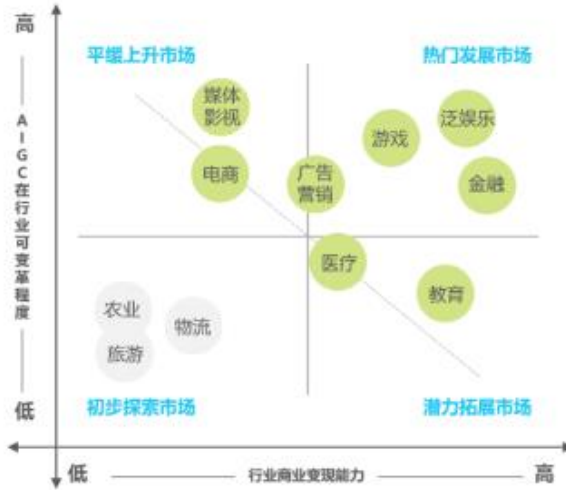 高
平缓上升市场
热门发展市场
媒体
影视
泛娱乐
游戏
电商
广告
营销
金融
AIGC在行业可变革程度
医疗
教育
农业
物流
旅游
低
初步探索市场
潜力拓展市场
低
行业商业变现能力
高